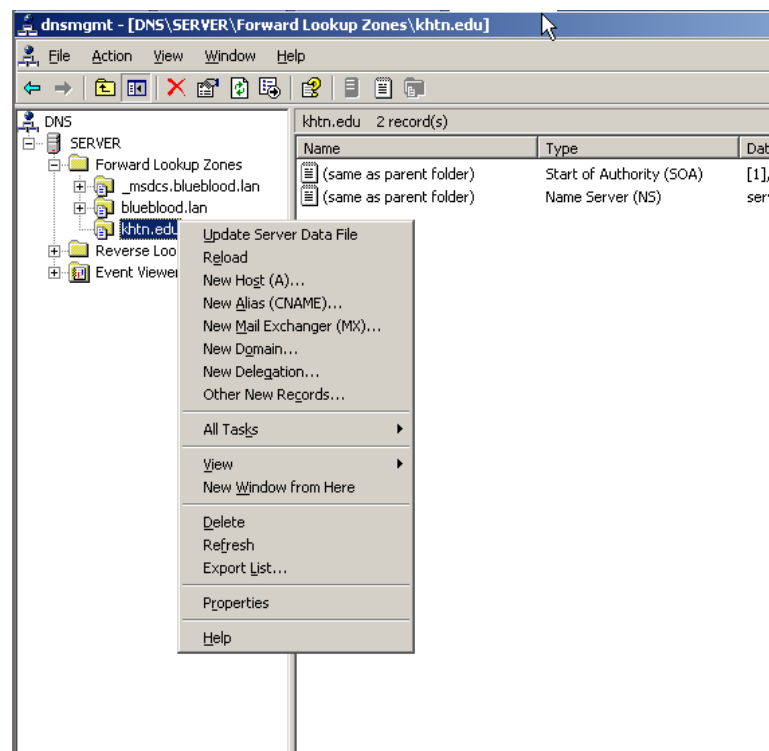 dnsmgmt - [DNS\SERVER\Forward Lookup Zones\khtn.edu]
File Action View Window Help
DNS
SERVER
Forward Lookup Zones
_msdcs.blueblood.lan
blueblood.lan
khtn.edu
Reverse Loo
Event Viewer
khtn.edu 2 record(s)
Name Type Dat
(same as parent folder) Start of Authority (SOA) [1],
(same as parent folder) Name Server (NS) ser
Update Server Data File
Reload
New Host (A)...
New Alias (CNAME)...
New Mail Exchanger (MX)...
New Domain...
New Delegation...
Other New Records...
All Tasks
View
New Window from Here
Delete
Refresh
Export List...
Properties
Help